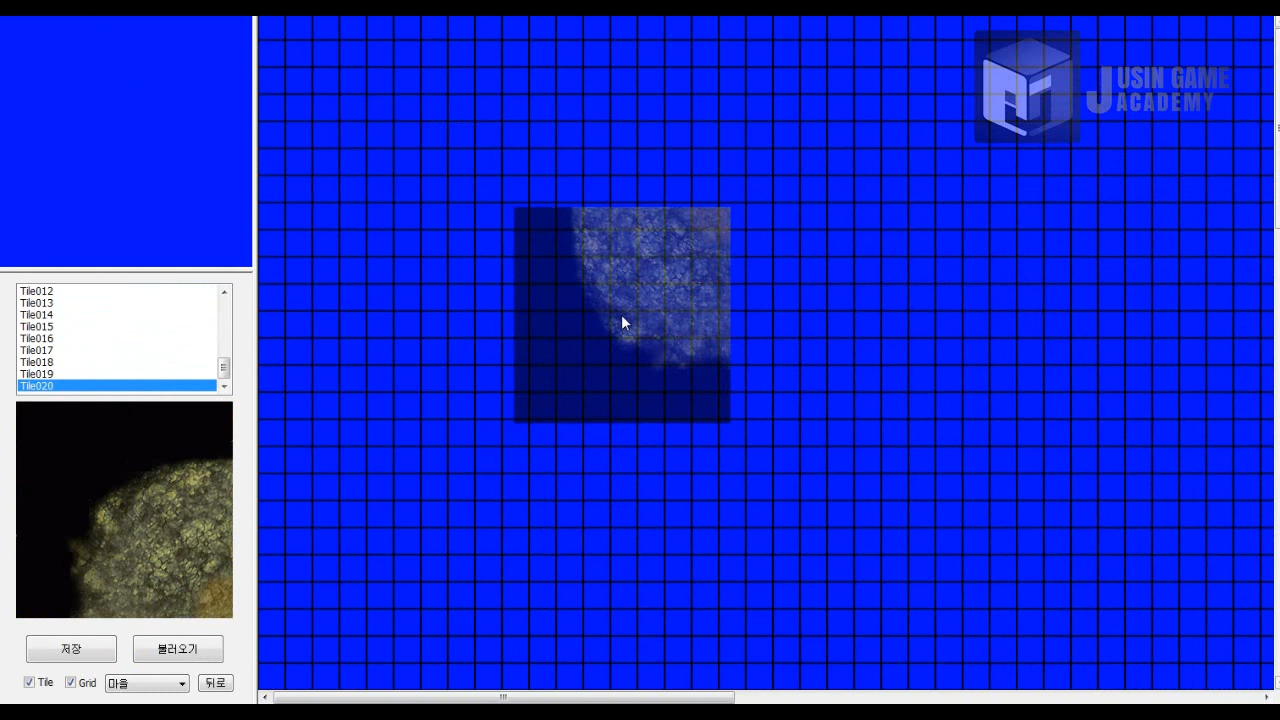 JUSIN GAME
ACADEMY
Tile012
Tile013
Tile014
Tile015
Tile016
Tile017
Tile018
Tile019
Tile020
저장
불러오기
Tile
Grid
마을
뒤로